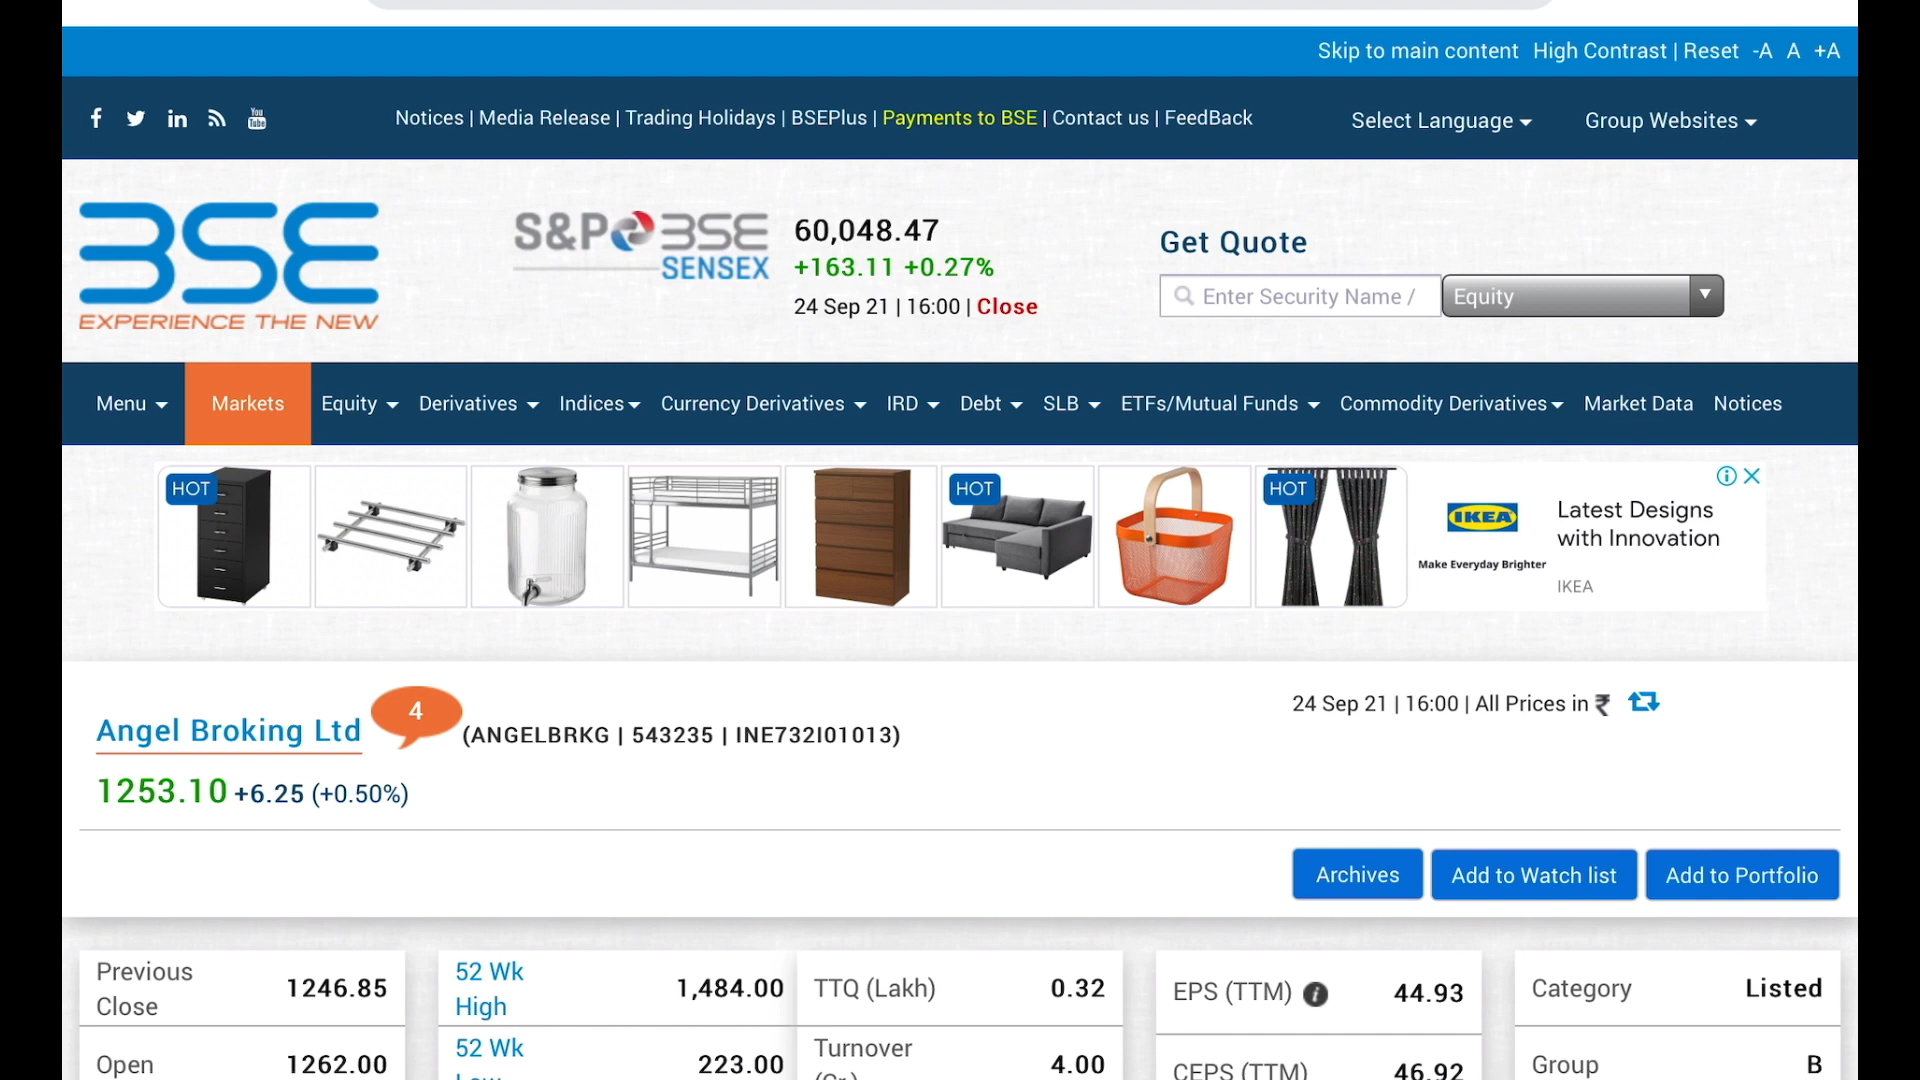 Skip to main content High Contrast | Reset -A A +A
You Tube
Notices | Media Release | Trading Holidays | BSEPlus | Payments to BSE | Contact us | FeedBack Select Language Group Websites
BSE
EXPERIENCE THE NEW
S&P BSE
SENSEX
60,048.47
+163.11 +0.27%
24 Sep 21 | 16:00 | Close
Get Quote
Enter Security Name / Equity
Menu Markets Equity Derivatives Indices Currency Derivatives IRD Debt SLB ETFs/Mutual Funds Commodity Derivatives Market Data Notices
HOT HOT HOT
IKEA
Make Everyday Brighter
Latest Designs
with Innovation
IKEA
24 Sep 21 | 16:00 | All Prices in ₹
Angel Broking Ltd 4 (ANGELBRKG | 543235 | INE732I01013)
1253.10 +6.25 (+0.50%)
Archives Add to Watch list Add to Portfolio
Previous Close 1246.85
52 Wk High 1,484.00
TTQ (Lakh) 0.32
EPS (TTM) 44.93
Category Listed
Open 1262.00
52 Wk Low 223.00
Turnover (Cr.) 4.00
CEPS (TTM) 46.92
Group B